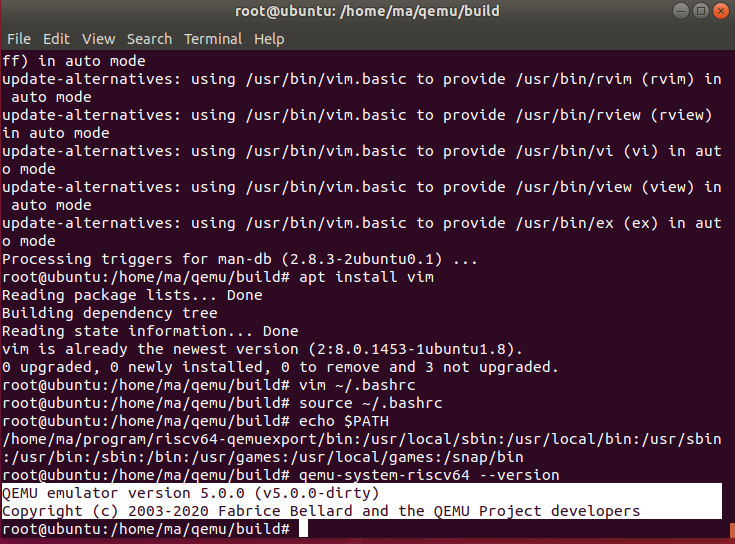 root@ubuntu: /home/ma/qemu/build
File Edit View Search Terminal Help
ff) in auto mode
update-alternatives: using /usr/bin/vim.basic to provide /usr/bin/rvim (rvim) in
 auto mode
update-alternatives: using /usr/bin/vim.basic to provide /usr/bin/rview (rview)
in auto mode
update-alternatives: using /usr/bin/vim.basic to provide /usr/bin/vi (vi) in aut
o mode
update-alternatives: using /usr/bin/vim.basic to provide /usr/bin/view (view) in
 auto mode
update-alternatives: using /usr/bin/vim.basic to provide /usr/bin/ex (ex) in aut
o mode
Processing triggers for man-db (2.8.3-2ubuntu0.1) ...
root@ubuntu:/home/ma/qemu/build# apt install vim
Reading package lists... Done
Building dependency tree
Reading state information... Done
vim is already the newest version (2:8.0.1453-1ubuntu1.8).
0 upgraded, 0 newly installed, 0 to remove and 3 not upgraded.
root@ubuntu:/home/ma/qemu/build# vim ~/.bashrc
root@ubuntu:/home/ma/qemu/build# source ~/.bashrc
root@ubuntu:/home/ma/qemu/build# echo $PATH
/home/ma/program/riscv64-qemuexport/bin:/usr/local/sbin:/usr/local/bin:/usr/sbin
:/usr/bin:/sbin:/bin:/usr/games:/usr/local/games:/snap/bin
root@ubuntu:/home/ma/qemu/build# qemu-system-riscv64 --version
QEMU emulator version 5.0.0 (v5.0.0-dirty)
Copyright (c) 2003-2020 Fabrice Bellard and the QEMU Project developers
root@ubuntu:/home/ma/qemu/build#